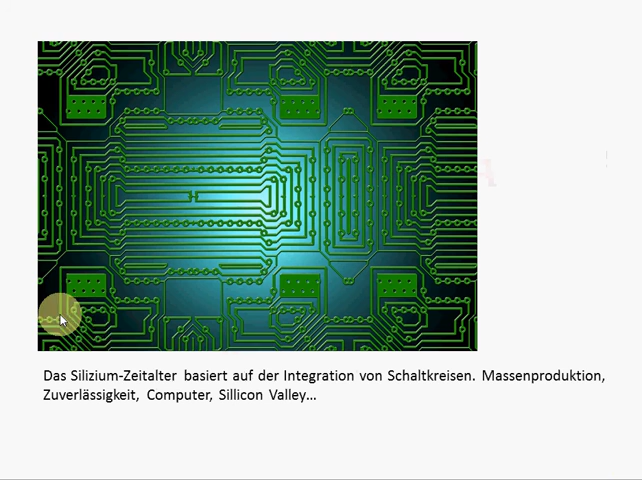 Das Silizium-Zeitalter basiert auf der Integration von Schaltkreisen. Massenproduktion,
Zuverlässigkeit, Computer, Sillicon Valley...